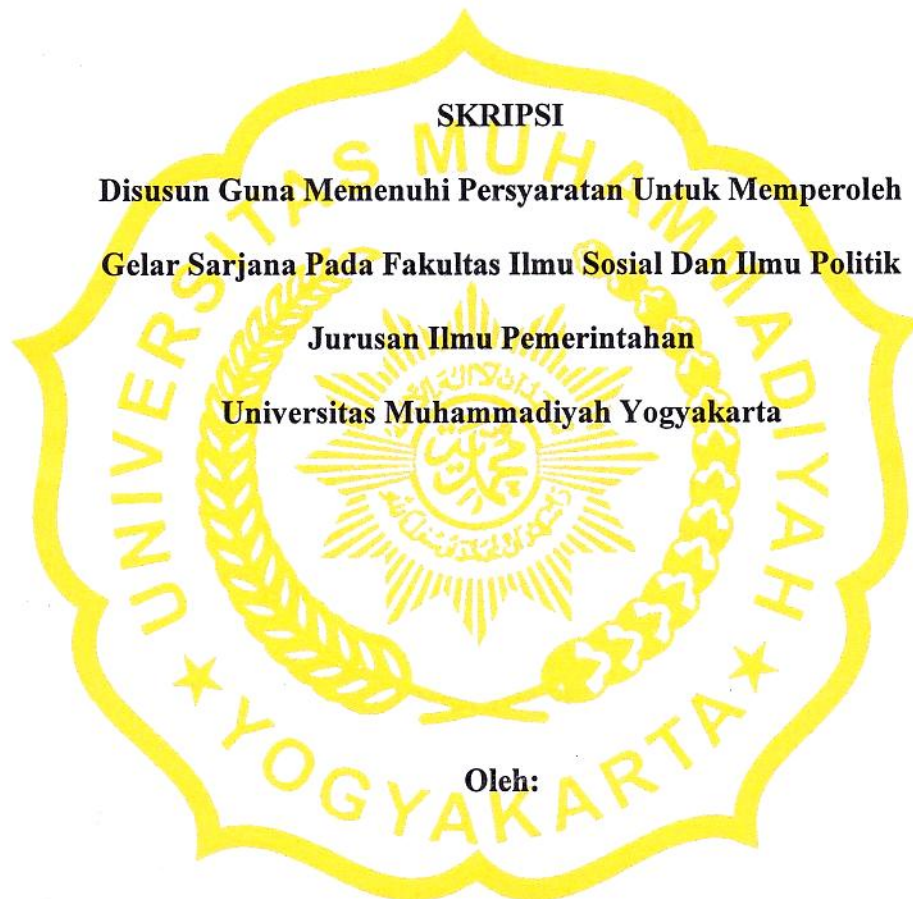 SKRIPSI
Disusun Guna Memenuhi Persyaratan Untuk Memperoleh
Gelar Sarjana Pada Fakultas Ilmu Sosial Dan Ilmu Politik
Jurusan Ilmu Pemerintahan
Universitas Muhammadiyah Yogyakarta
Oleh:
UNIVERSITAS MUHAMMADIYAH
★ YOGYAKARTA ★